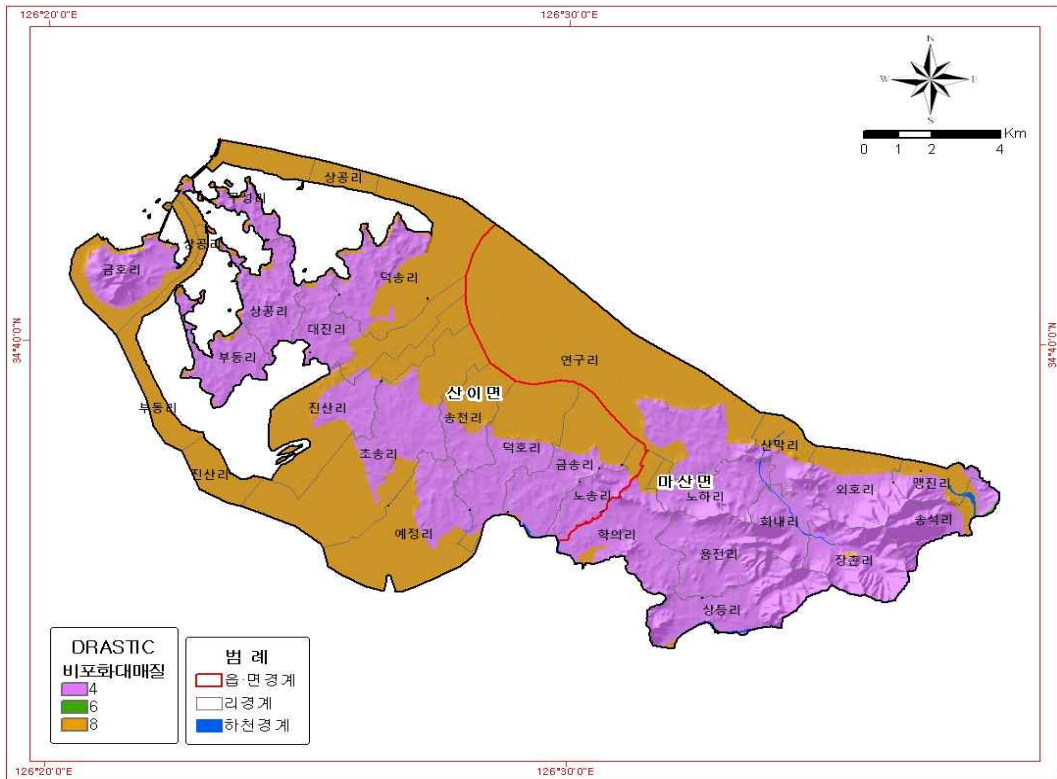 126°20'0"E
126°30'0"E
N
W
E
S
Km
0 1 2 4
상공리
구성리
상공리
금호리
덕송리
상공리
대진리
34°40'0"N
34°40'0"N
부동리
연구리
산이면
부동리
진산리
송천리
덕호리
산막리
초송리
금송리
진산리
마산면
노송리
노하리
외호리
맹진리
예정리
학의리
화내리
송석리
용전리
장촌리
상등리
DRASTIC
비포화대매질
4
6
8
범 례
읍·면경계
리경계
하천경계
126°20'0"E
126°30'0"E